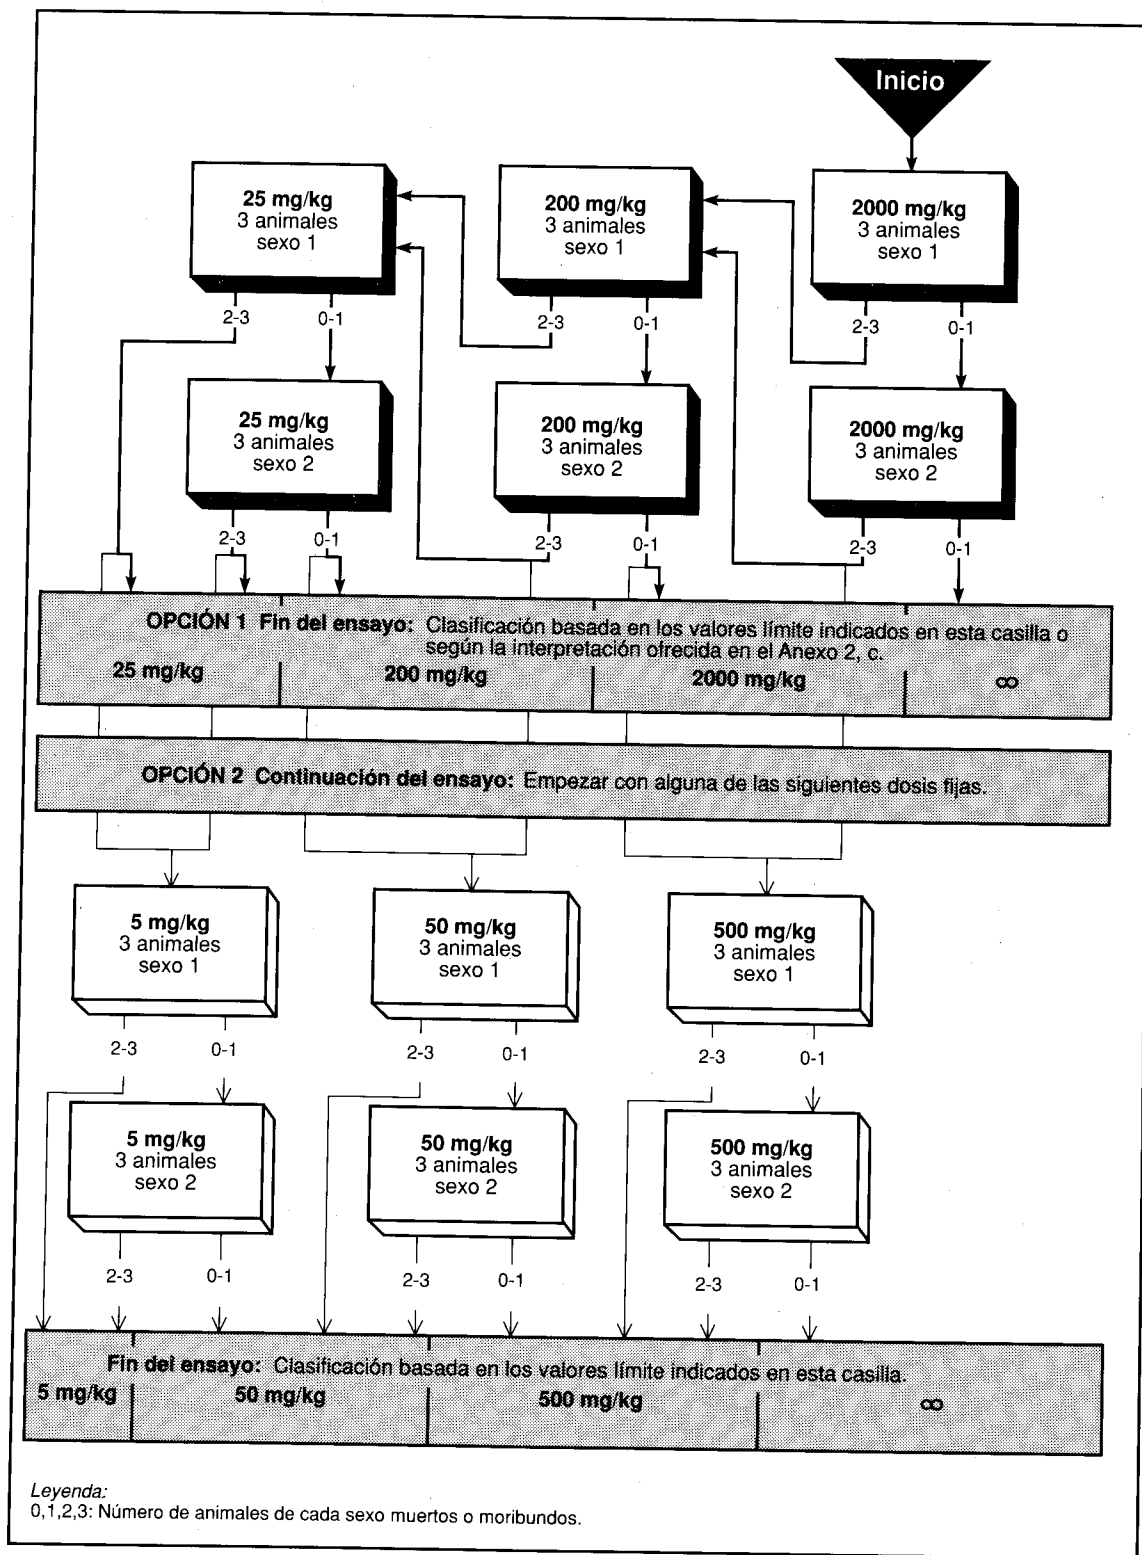 Inicio
25 mg/kg
3 animales
sexo 1
200 mg/kg
3 animales
sexo 1
2000 mg/kg
3 animales
sexo 1
2-3
0-1
2-3
0-1
2-3
0-1
25 mg/kg
3 animales
sexo 2
200 mg/kg
3 animales
sexo 2
2000 mg/kg
3 animales
sexo 2
2-3
0-1
2-3
0-1
2-3
0-1
OPCIÓN 1 Fin del ensayo: Clasificación basada en los valores límite indicados en esta casilla o
según la interpretación ofrecida en el Anexo 2, c.
25 mg/kg
200 mg/kg
2000 mg/kg
∞
OPCIÓN 2 Continuación del ensayo: Empezar con alguna de las siguientes dosis fijas.
5 mg/kg
3 animales
sexo 1
50 mg/kg
3 animales
sexo 1
500 mg/kg
3 animales
sexo 1
2-3
0-1
2-3
0-1
2-3
0-1
5 mg/kg
3 animales
sexo 2
50 mg/kg
3 animales
sexo 2
500 mg/kg
3 animales
sexo 2
2-3
0-1
2-3
0-1
2-3
0-1
Fin del ensayo: Clasificación basada en los valores límite indicados en esta casilla.
5 mg/kg
50 mg/kg
500 mg/kg
∞
Leyenda:
0,1,2,3: Número de animales de cada sexo muertos o moribundos.